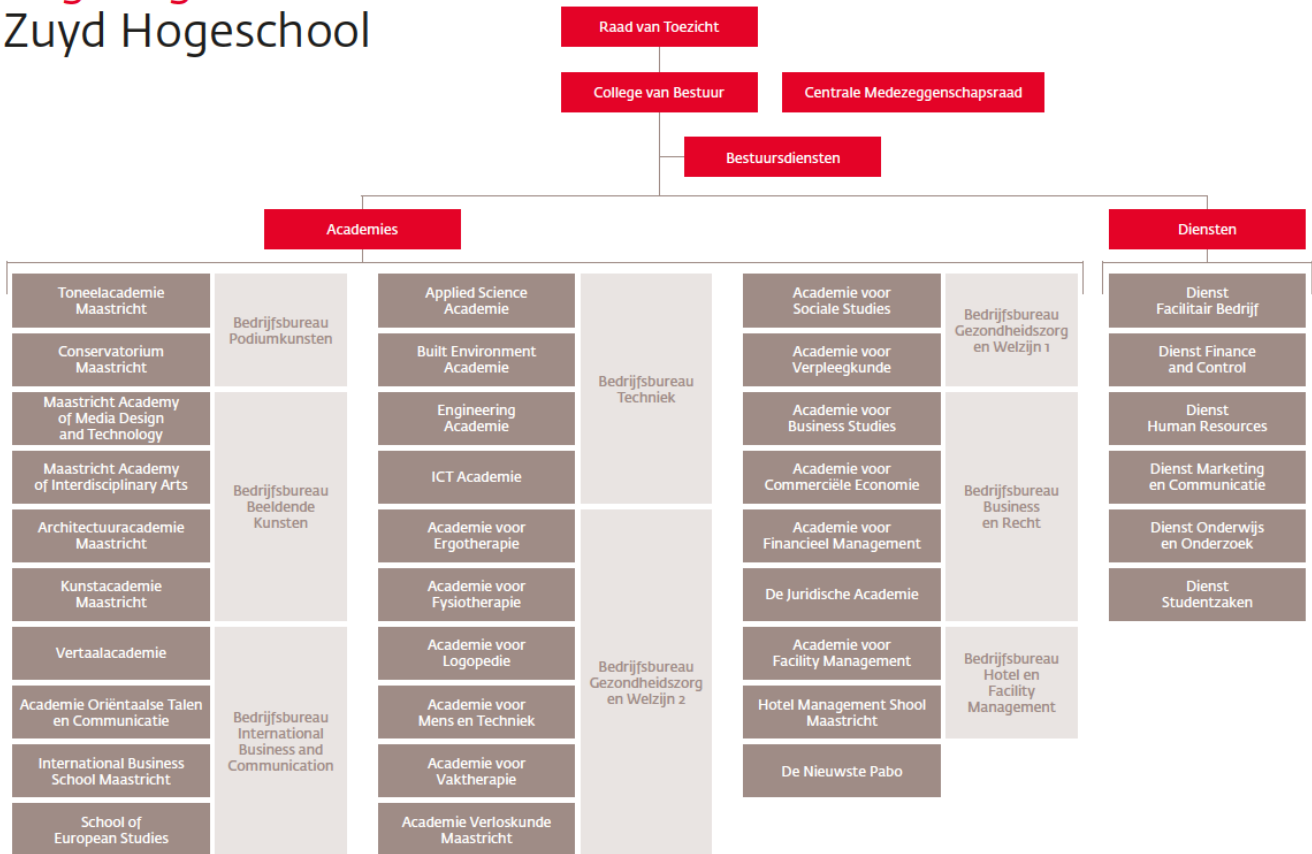 Zuyd Hogeschool
Raad van Toezicht
College van Bestuur
Centrale Medezeggenschapsraad
Bestuursdiensten
Academies
Diensten
Toneelacademie
Maastricht
Conservatorium
Maastricht
Maastricht Academy
of Media Design
and Technology
Maastricht Academy
of Interdisciplinary Arts
Architectuuracademie
Maastricht
Kunstacademie
Maastricht
Vertaalacademie
Academie Oriëntaalse Talen
en Communicatie
International Business
School Maastricht
School of
European Studies
Bedrijfsbureau
Podiumkunsten
Bedrijfsbureau
Beeldende
Kunsten
Bedrijfsbureau
International
Business and
Communication
Applied Science
Academie
Built Environment
Academie
Engineering
Academie
ICT Academie
Academie voor
Ergotherapie
Academie voor
Fysiotherapie
Academie voor
Logopedie
Academie voor
Mens en Techniek
Academie voor
Vaktherapie
Academie Verloskunde
Maastricht
Bedrijfsbureau
Techniek
Bedrijfsbureau
Gezondheidszorg
en Welzijn 2
Academie voor
Sociale Studies
Academie voor
Verpleegkunde
Academie voor
Business Studies
Academie voor
Commerciële Economie
Academie voor
Financieel Management
De Juridische Academie
Academie voor
Facility Management
Hotel Management Shool
Maastricht
De Nieuwste Pabo
Bedrijfsbureau
Gezondheidszorg
en Welzijn 1
Bedrijfsbureau
Business
en Recht
Bedrijfsbureau
Hotel en
Facility
Management
Dienst
Facilitair Bedrijf
Dienst Finance
and Control
Dienst
Human Resources
Dienst Marketing
en Communicatie
Dienst Onderwijs
en Onderzoek
Dienst
Studentzaken